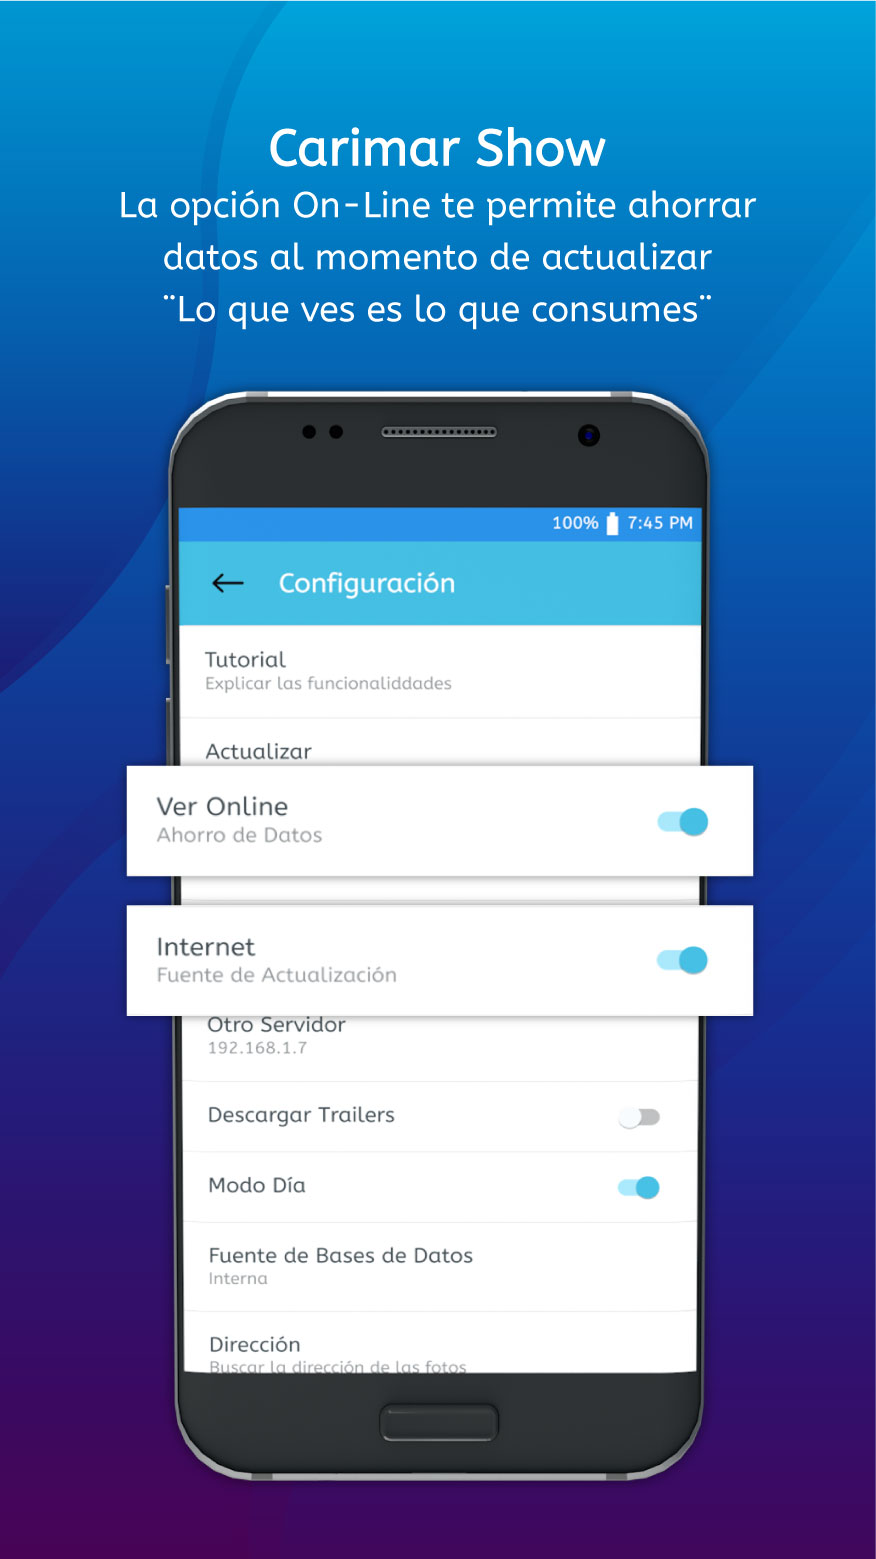 Carimar Show
La opción On-Line te permite ahorrar
datos al momento de actualizar
¨Lo que ves es lo que consumes¨
100% 7:45 PM
Configuración
Tutorial
Explicar las funcionaliddades
Actualizar
Ver Online
Ahorro de Datos
Internet
Fuente de Actualización
Otro Servidor
192.168.1.7
Descargar Trailers
Modo Día
Fuente de Bases de Datos
Interna
Dirección
Buscar la dirección de las fotos